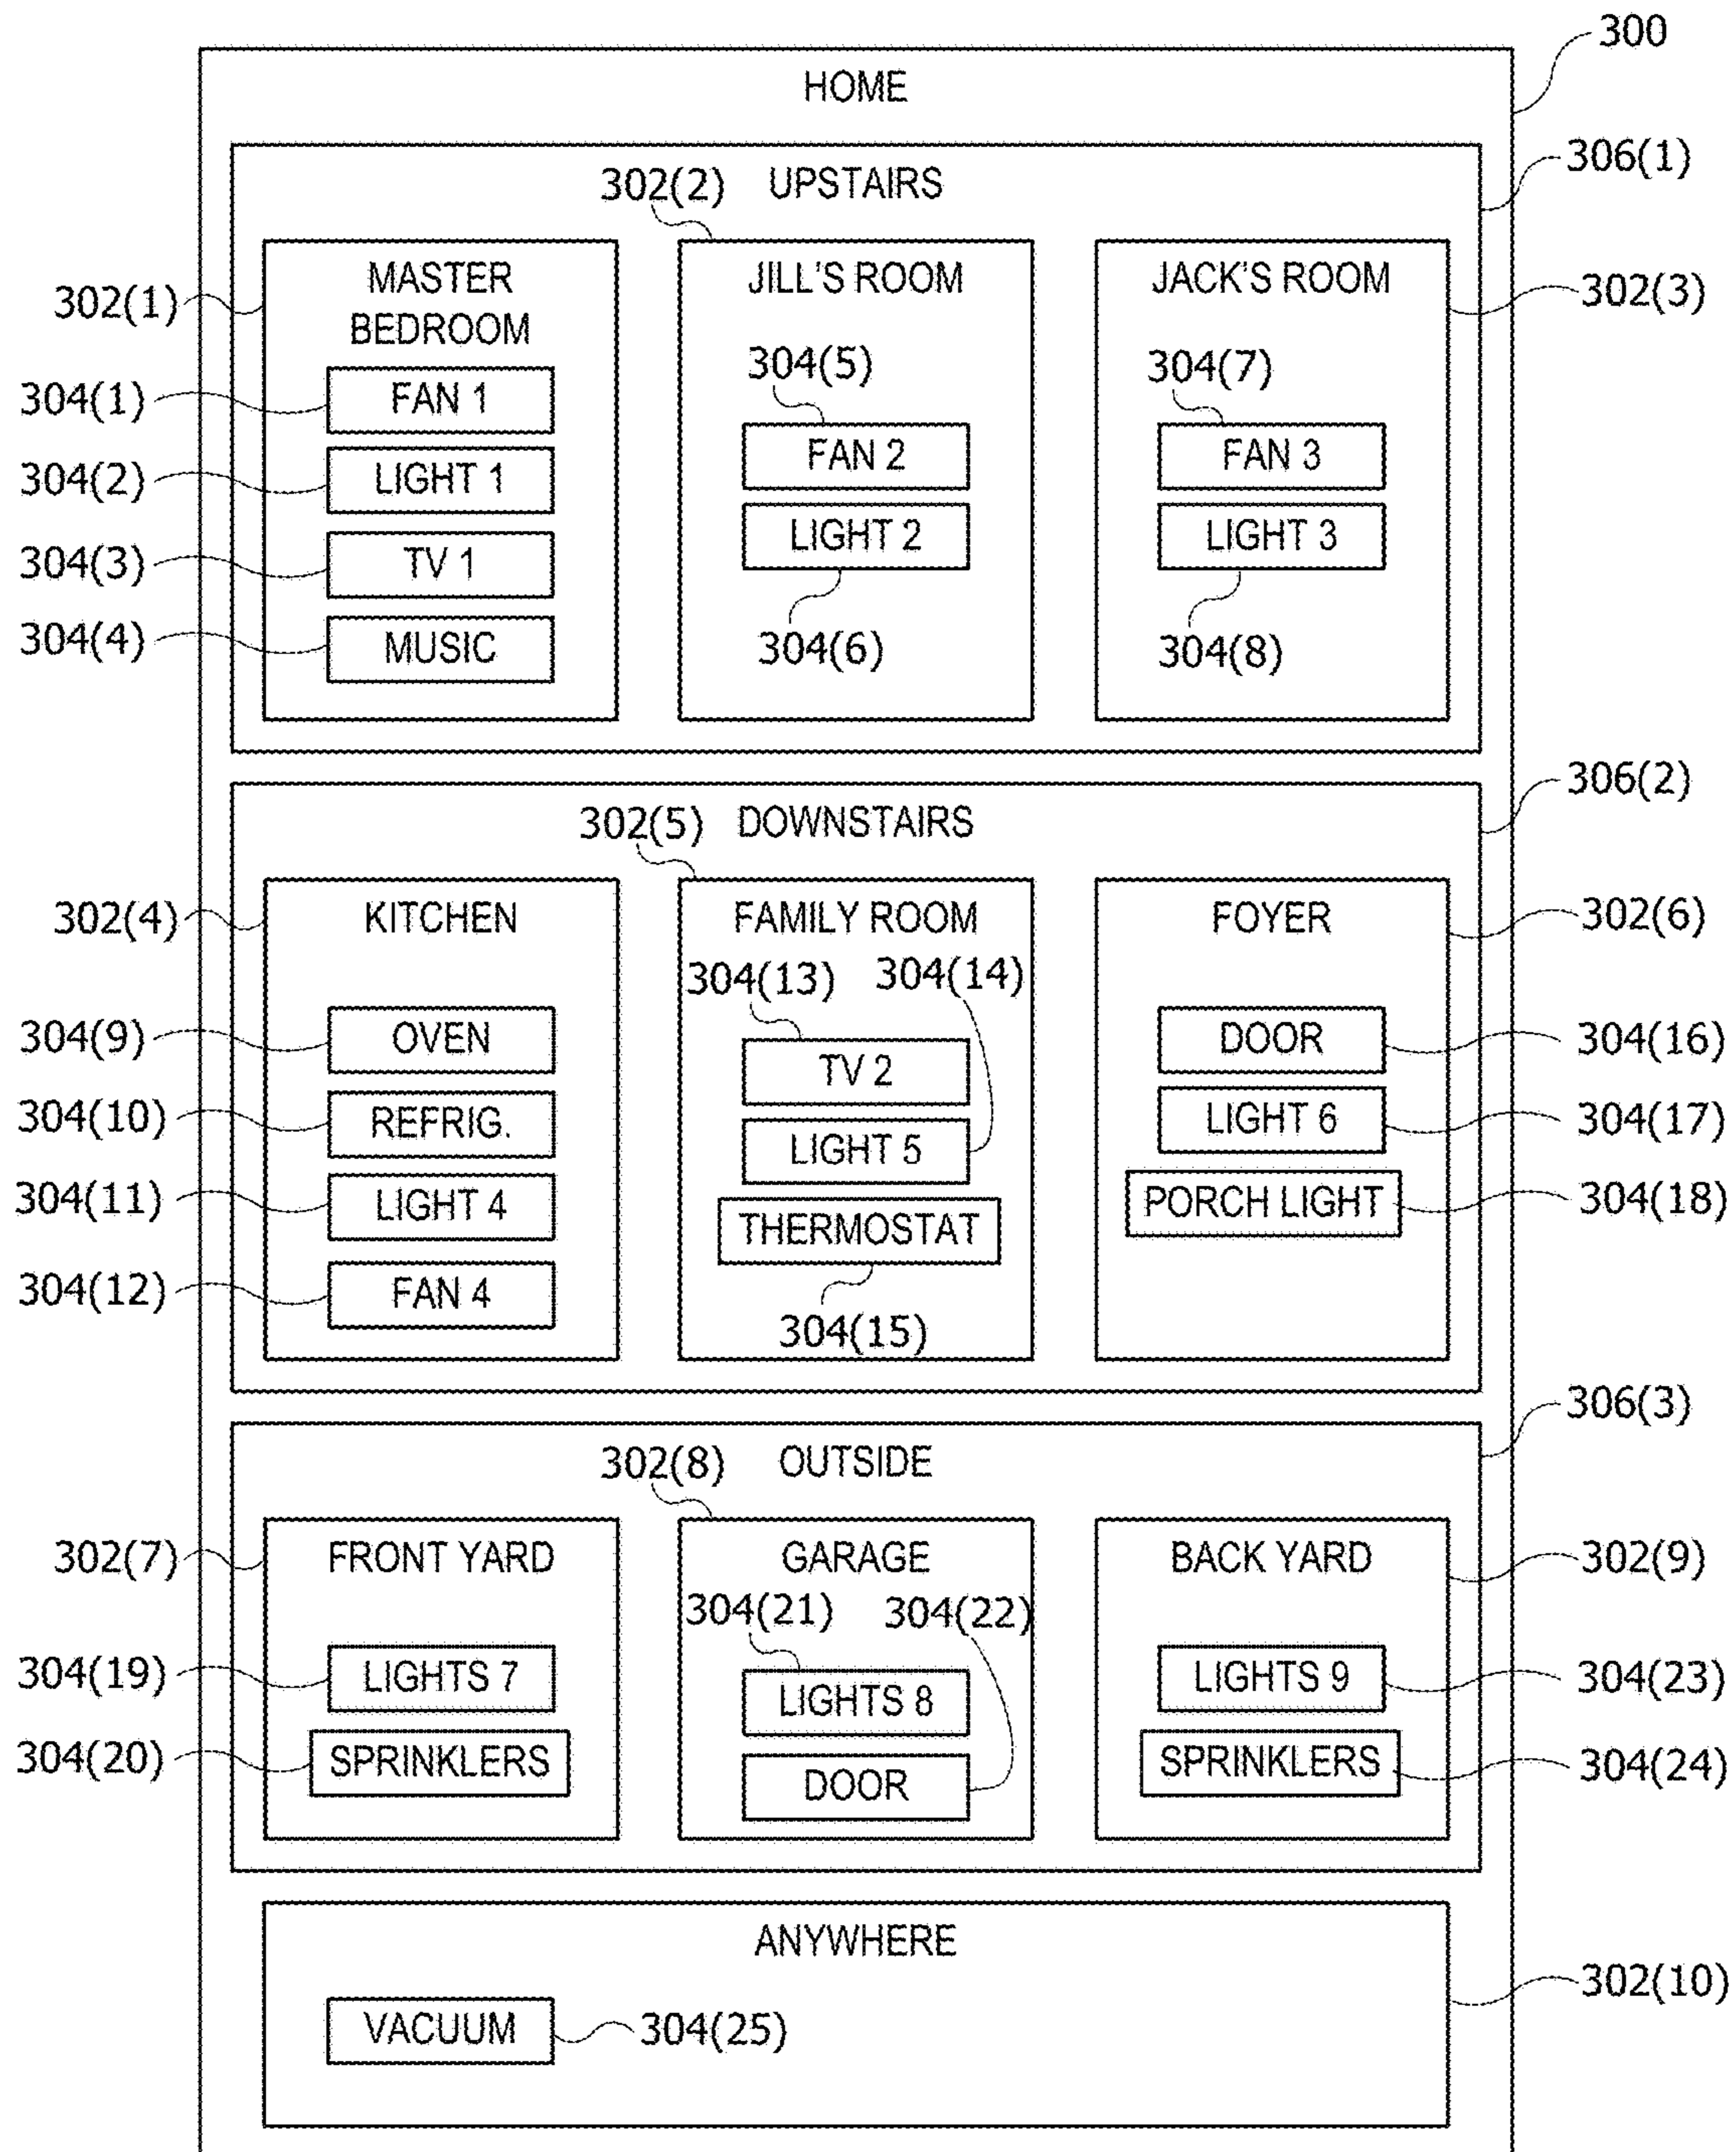 300
HOME
306(1)
302(2) UPSTAIRS
302(1)
MASTER
BEDROOM
JILL'S ROOM
JACK'S ROOM
302(3)
304(1)
FAN 1
304(5)
304(7)
304(2)
LIGHT 1
FAN 2
FAN 3
304(3)
TV 1
LIGHT 2
LIGHT 3
304(4)
MUSIC
304(6)
304(8)
306(2)
302(5) DOWNSTAIRS
302(4)
KITCHEN
FAMILY ROOM
FOYER
302(6)
304(13) 304(14)
304(9)
OVEN
TV 2
DOOR
304(16)
304(10)
REFRIG.
LIGHT 5
LIGHT 6
304(17)
304(11)
LIGHT 4
THERMOSTAT
PORCH LIGHT
304(18)
304(12)
FAN 4
304(15)
306(3)
302(8) OUTSIDE
302(7)
FRONT YARD
GARAGE
BACK YARD
302(9)
304(21) 304(22)
304(19)
LIGHTS 7
LIGHTS 8
LIGHTS 9
304(23)
304(20)
SPRINKLERS
DOOR
SPRINKLERS
304(24)
ANYWHERE
302(10)
VACUUM
304(25)